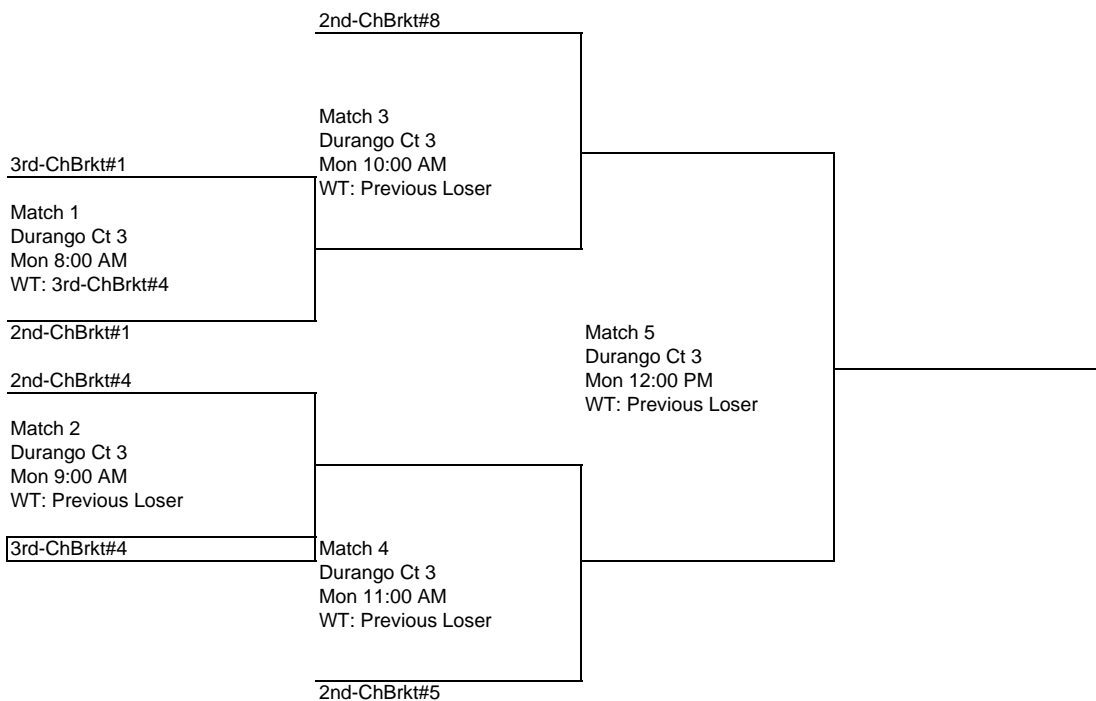 2nd-ChBrkt#8
Match 3
Durango Ct 3
Mon 10:00 AM
WT: Previous Loser
3rd-ChBrkt#1
Match 1
Durango Ct 3
Mon 8:00 AM
WT: 3rd-ChBrkt#4
2nd-ChBrkt#1
Match 5
Durango Ct 3
Mon 12:00 PM
WT: Previous Loser
2nd-ChBrkt#4
Match 2
Durango Ct 3
Mon 9:00 AM
WT: Previous Loser
3rd-ChBrkt#4
Match 4
Durango Ct 3
Mon 11:00 AM
WT: Previous Loser
2nd-ChBrkt#5